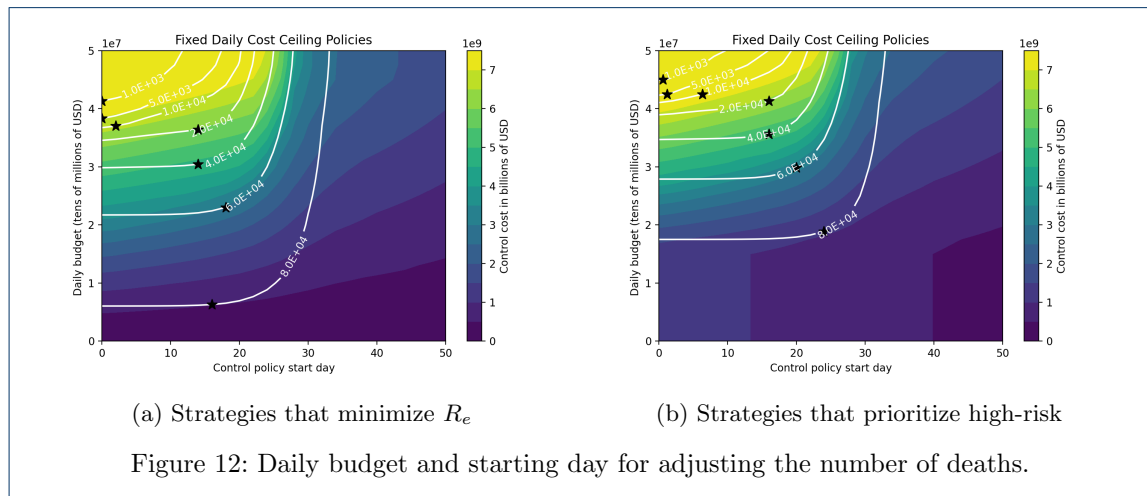 Fixed Daily Cost Ceiling Policies
1e7
1e9
5
4
3
2
1
0
Daily budget (tens of millions of USD)
1.0E+03
5.0E+03
1.0E+04
4.0E+04
6.0E+04
8.0E+04
0 10 20 30 40 50
Control policy start day
7
6
5
4
3
2
1
0
Control cost in billions of USD
(a) Strategies that minimize Re
Fixed Daily Cost Ceiling Policies
1e7
1e9
5
4
3
2
1
0
Daily budget (tens of millions of USD)
1.0E+03
5.0E+03
1.0E+04
2.0E+04
4.0E+04
6.0E+04
8.0E+04
0 10 20 30 40 50
Control policy start day
7
6
5
4
3
2
1
0
Control cost in billions of USD
(b) Strategies that prioritize high-risk
Figure 12: Daily budget and starting day for adjusting the number of deaths.